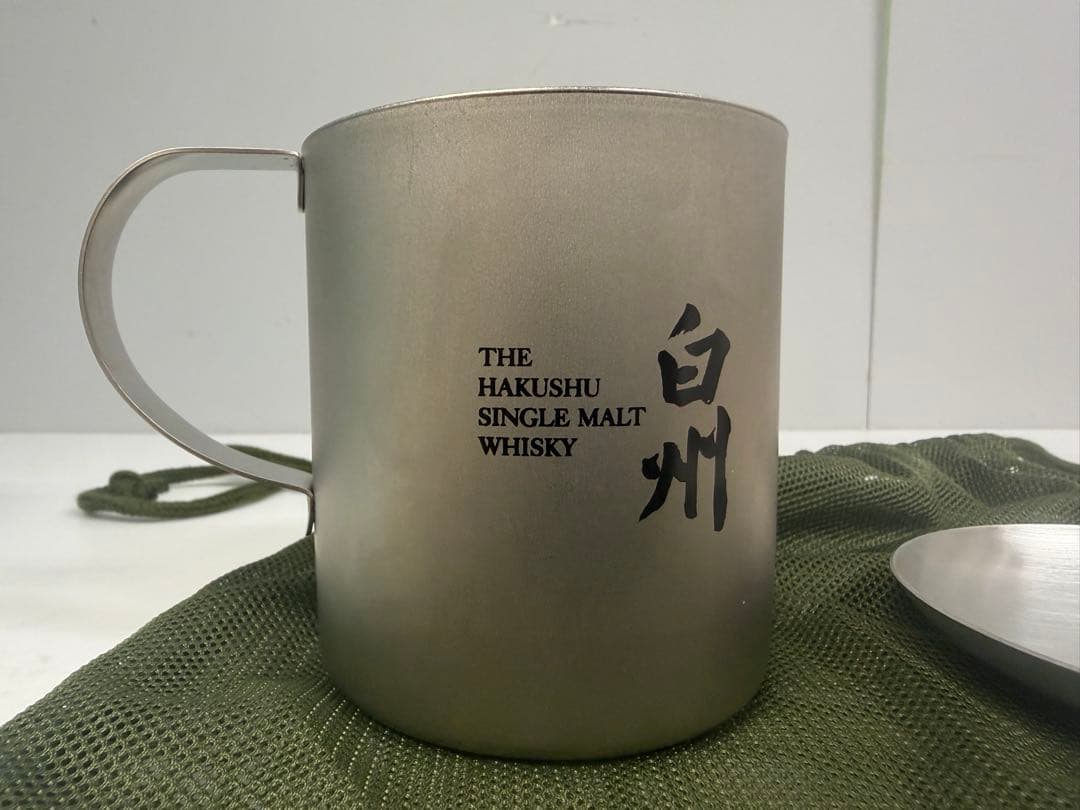 THE
HAKUSHU
SINGLE MALT
WHISKY
白州